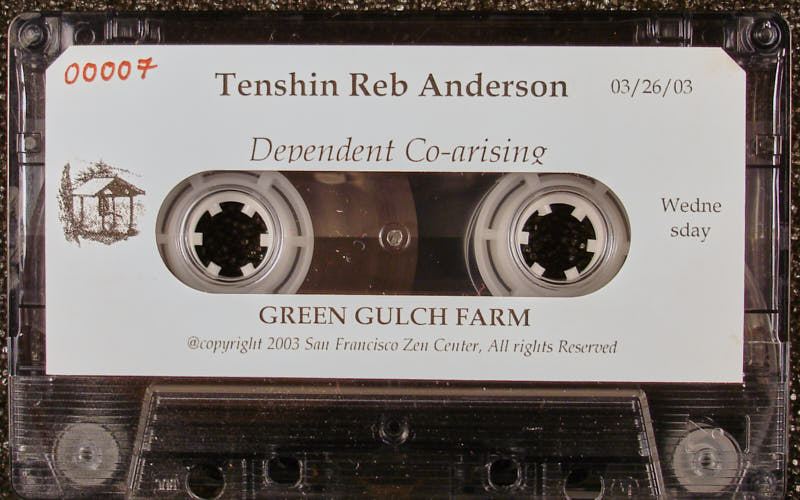 00007
Tenshin Reb Anderson
03/26/03
Dependent Co-arising
Wedne
sday
GREEN GULCH FARM
@copyright 2003 San Francisco Zen Center, All rights Reserved